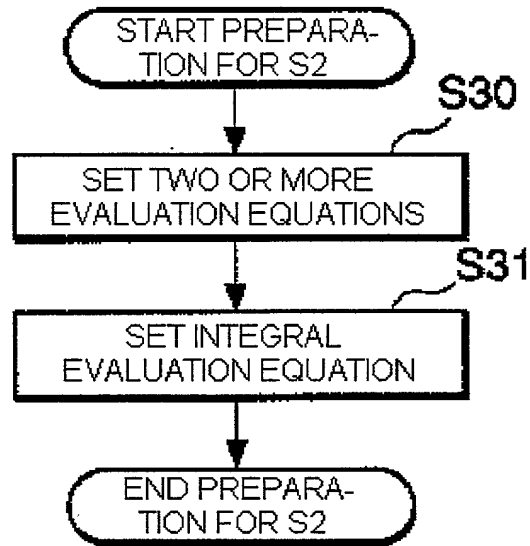 START PREPARA-
TION FOR S2
S30
SET TWO OR MORE
EVALUATION EQUATIONS
S31
SET INTEGRAL
EVALUATION EQUATION
END PREPARA-
TION FOR S2